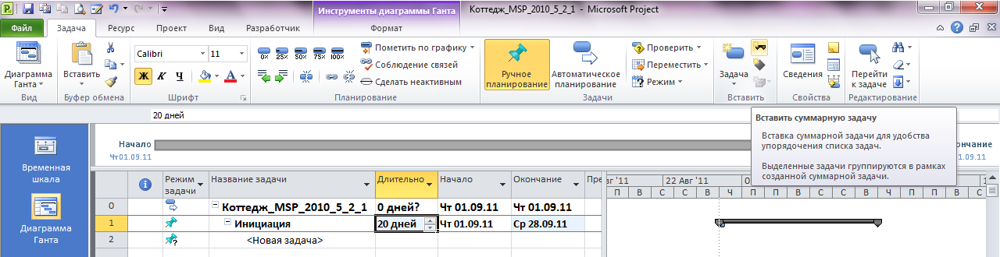 Инструменты диаграммы Ганта
Коттедж_MSP_2010_5_2_1 - Microsoft Project
Файл Задача Ресурс Проект Вид Разработчик Формат
Диаграмма Ганта
Вид
Вставить
Буфер обмена
Calibri 11
Ж К Ч А
Шрифт
0% 25% 50% 75% 100%
Пометить по графику
Соблюдение связей
Сделать неактивным
Планирование
Ручное планирование
Автоматическое планирование
Проверить
Переместить
Режим
Задачи
Задача
Вставить
Сведения
Свойства
Перейти к задаче
Редактирование
20 дней
Вставить суммарную задачу
Вставка суммарной задачи для удобства
упорядочения списка задач.
Выделенные задачи группируются в рамках
созданной суммарной задачи.
Временная шкала
Диаграмма Ганта
Начало
Чт 01.09.11
ончание
1.09.11
Режим задачи Название задачи Длительно Начало Окончание Пре
вг '11 22 Авг '11 0
П В С Ч П С В П В С Ч П С В П В С
0 Коттедж_MSP_2010_5_2_1 0 дней? Чт 01.09.11 Чт 01.09.11
1 Инициация 20 дней Чт 01.09.11 Ср 28.09.11
2 <Новая задача>